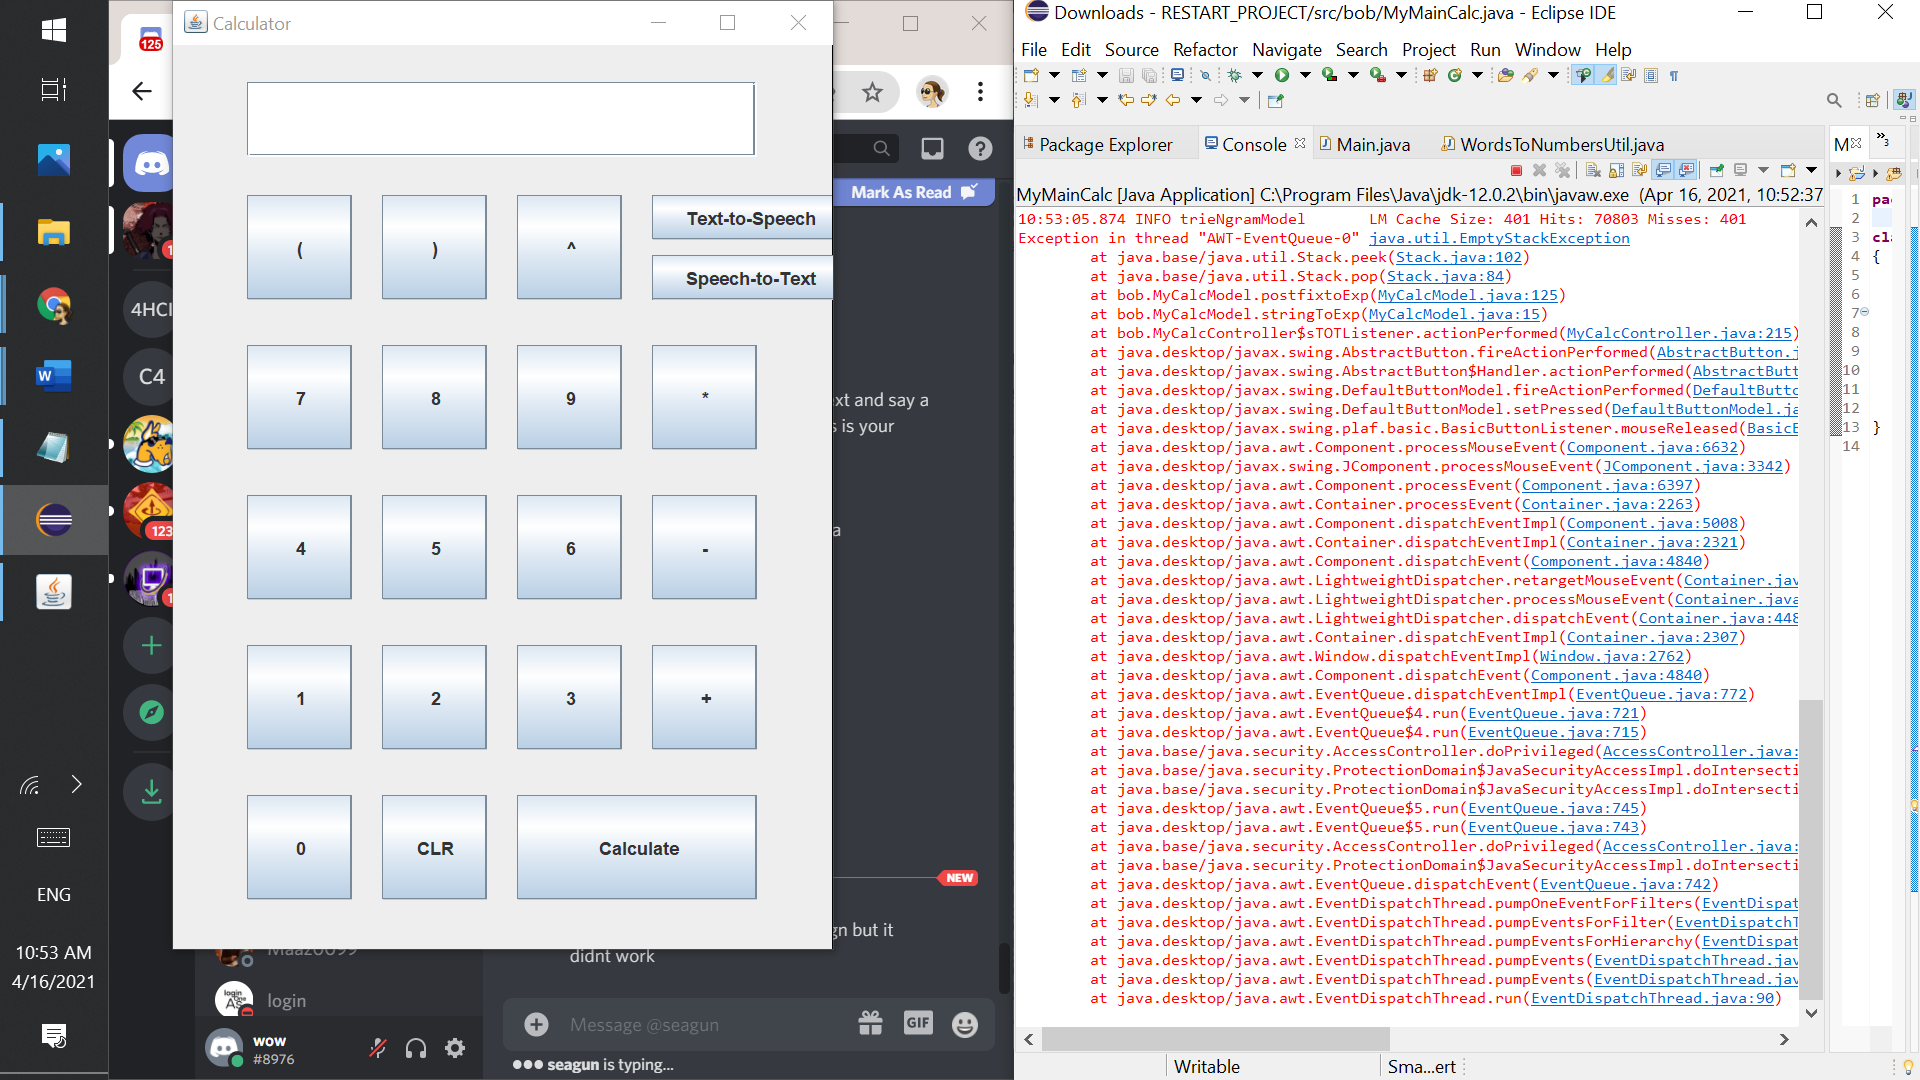 125
4HCI
C4
123
1
1
ENG
10:53 AM
4/16/2021
Calculator
(
)
^
Text-to-Speech
Speech-to-Text
7
8
9
*
4
5
6
-
1
2
3
+
0
CLR
Calculate
Mark As Read
xt and say a
s is your
a
NEW
gn but it
didnt work
Maaz0099
login
login
As
wow
#8976
Message @seagun
GIF
seagun is typing...
Downloads - RESTART_PROJECT/src/bob/MyMainCalc.java - Eclipse IDE
File Edit Source Refactor Navigate Search Project Run Window Help
Package Explorer
Console
Main.java
WordsToNumbersUtil.java
M
3
MyMainCalc [Java Application] C:\Program Files\Java\jdk-12.0.2\bin\javaw.exe (Apr 16, 2021, 10:52:37
10:53:05.874 INFO trieNgramModel LM Cache Size: 401 Hits: 70803 Misses: 401
Exception in thread "AWT-EventQueue-0" java.util.EmptyStackException
at java.base/java.util.Stack.peek(Stack.java:102)
at java.base/java.util.Stack.pop(Stack.java:84)
at bob.MyCalcModel.postfixtoExp(MyCalcModel.java:125)
at bob.MyCalcModel.stringToExp(MyCalcModel.java:15)
at bob.MyCalcController$sTOTListener.actionPerformed(MyCalcController.java:215)
at java.desktop/javax.swing.AbstractButton.fireActionPerformed(AbstractButton.j
at java.desktop/javax.swing.AbstractButton$Handler.actionPerformed(AbstractButt
at java.desktop/javax.swing.DefaultButtonModel.fireActionPerformed(DefaultButto
at java.desktop/javax.swing.DefaultButtonModel.setPressed(DefaultButtonModel.ja
at java.desktop/javax.swing.plaf.basic.BasicButtonListener.mouseReleased(BasicB
at java.desktop/java.awt.Component.processMouseEvent(Component.java:6632)
at java.desktop/javax.swing.JComponent.processMouseEvent(JComponent.java:3342)
at java.desktop/java.awt.Component.processEvent(Component.java:6397)
at java.desktop/java.awt.Container.processEvent(Container.java:2263)
at java.desktop/java.awt.Component.dispatchEventImpl(Component.java:5008)
at java.desktop/java.awt.Container.dispatchEventImpl(Container.java:2321)
at java.desktop/java.awt.Component.dispatchEvent(Component.java:4840)
at java.desktop/java.awt.LightweightDispatcher.retargetMouseEvent(Container.jav
at java.desktop/java.awt.LightweightDispatcher.processMouseEvent(Container.java
at java.desktop/java.awt.LightweightDispatcher.dispatchEvent(Container.java:448
at java.desktop/java.awt.Container.dispatchEventImpl(Container.java:2307)
at java.desktop/java.awt.Window.dispatchEventImpl(Window.java:2762)
at java.desktop/java.awt.Component.dispatchEvent(Component.java:4840)
at java.desktop/java.awt.EventQueue.dispatchEventImpl(EventQueue.java:772)
at java.desktop/java.awt.EventQueue$4.run(EventQueue.java:721)
at java.desktop/java.awt.EventQueue$4.run(EventQueue.java:715)
at java.base/java.security.AccessController.doPrivileged(AccessController.java:
at java.base/java.security.ProtectionDomain$JavaSecurityAccessImpl.doIntersecti
at java.base/java.security.ProtectionDomain$JavaSecurityAccessImpl.doIntersecti
at java.desktop/java.awt.EventQueue$5.run(EventQueue.java:745)
at java.desktop/java.awt.EventQueue$5.run(EventQueue.java:743)
at java.base/java.security.AccessController.doPrivileged(AccessController.java:
at java.base/java.security.ProtectionDomain$JavaSecurityAccessImpl.doIntersecti
at java.desktop/java.awt.EventQueue.dispatchEvent(EventQueue.java:742)
at java.desktop/java.awt.EventDispatchThread.pumpOneEventForFilters(EventDispat
at java.desktop/java.awt.EventDispatchThread.pumpEventsForFilter(EventDispatchT
at java.desktop/java.awt.EventDispatchThread.pumpEventsForHierarchy(EventDispat
at java.desktop/java.awt.EventDispatchThread.pumpEvents(EventDispatchThread.jav
at java.desktop/java.awt.EventDispatchThread.pumpEvents(EventDispatchThread.jav
at java.desktop/java.awt.EventDispatchThread.run(EventDispatchThread.java:90)
1 pa
2
3 cl
4 {
5
6
7
8
9
10
11
12
13 }
14
Writable
Sma...ert